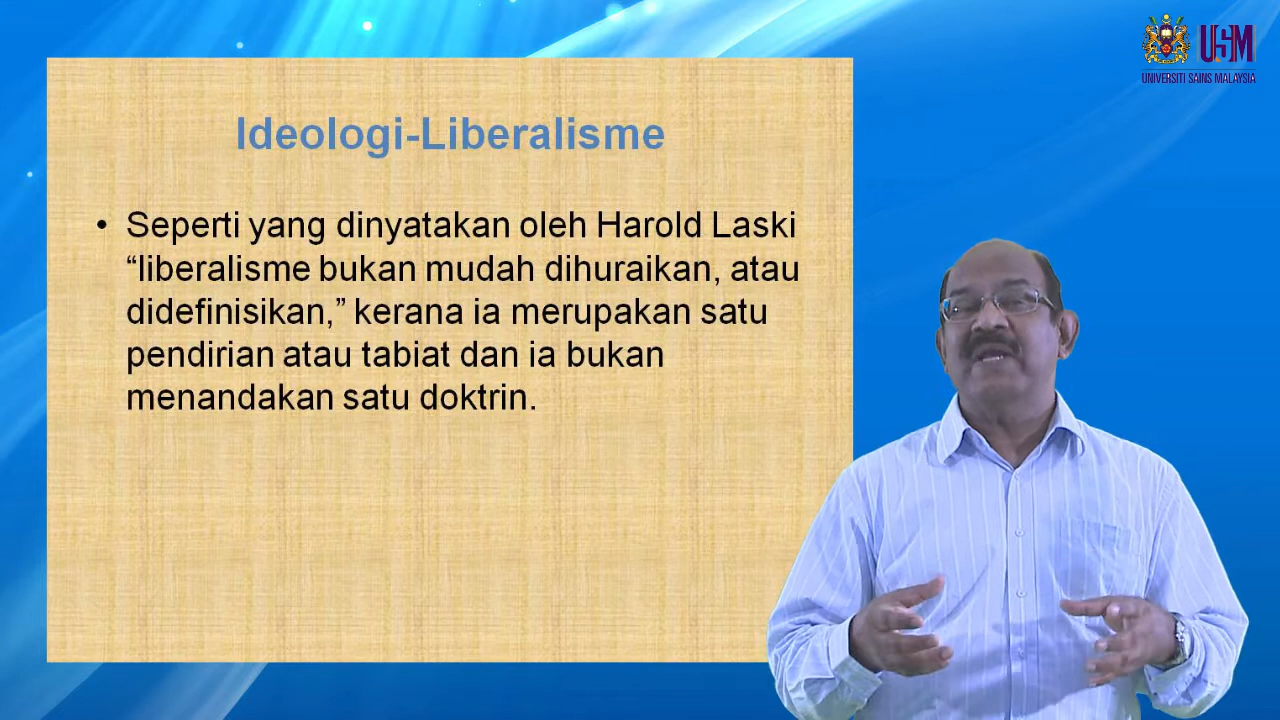 USM
UNIVERSITI SAINS MALAYSIA
Ideologi-Liberalisme
• Seperti yang dinyatakan oleh Harold Laski
“liberalisme bukan mudah dihuraikan, atau
didefinisikan,” kerana ia merupakan satu
pendirian atau tabiat dan ia bukan
menandakan satu doktrin.